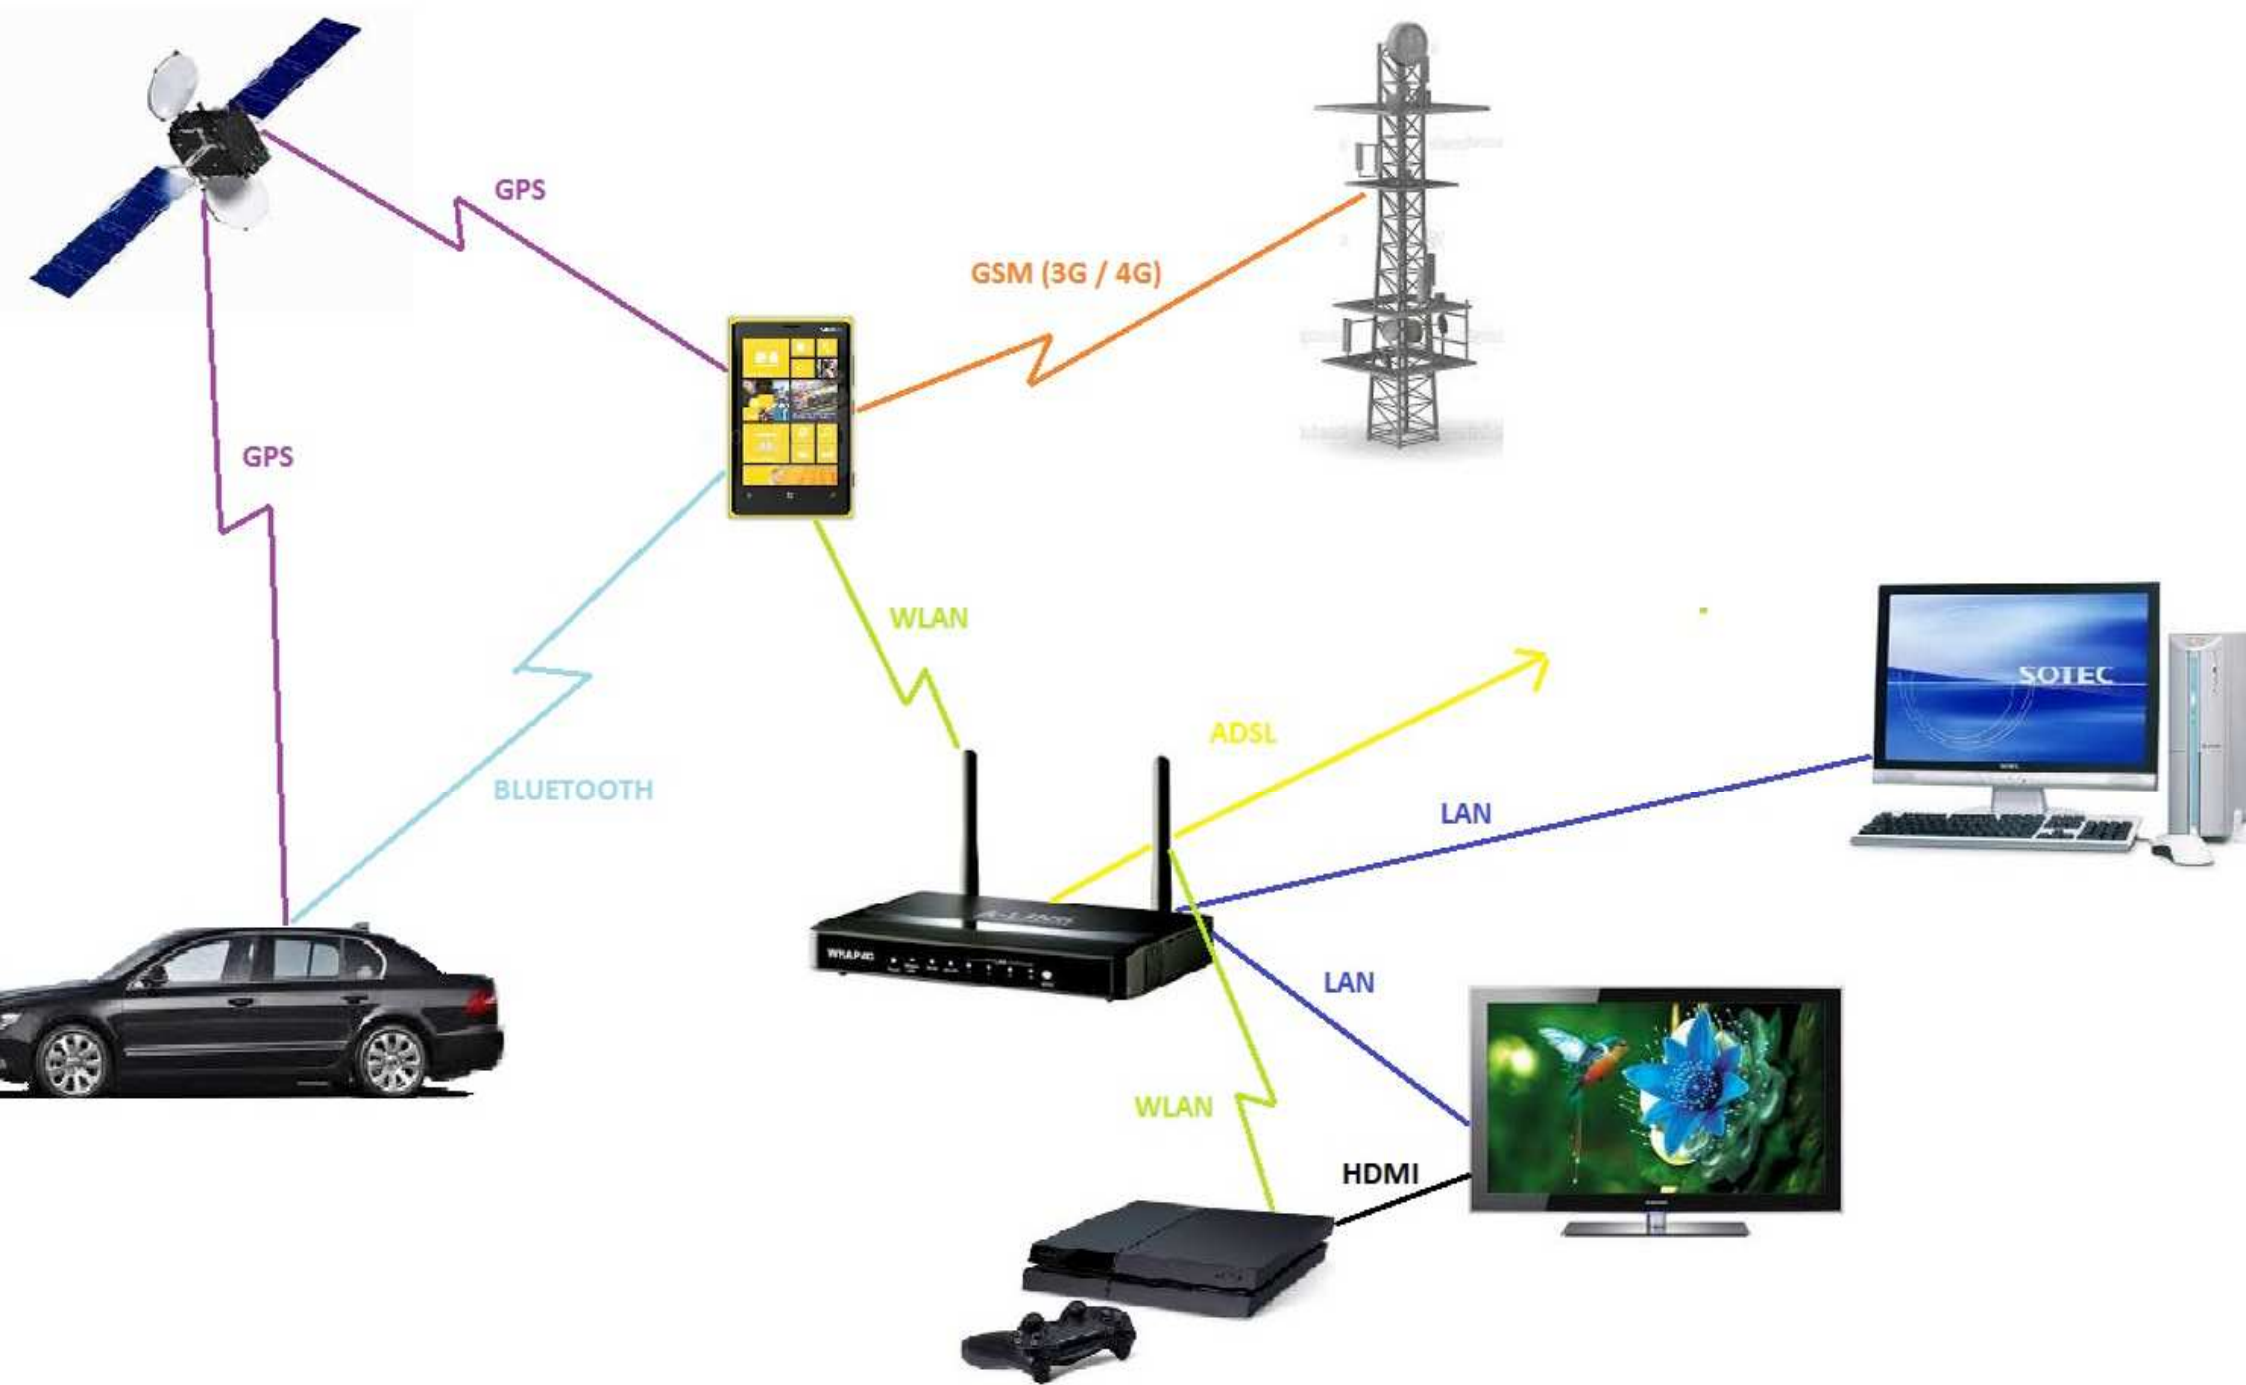 GPS
GSM (3G / 4G)
GPS
WLAN
SOTEC
ADSL
BLUETOOTH
LAN
LAN
WLAN
HDMI